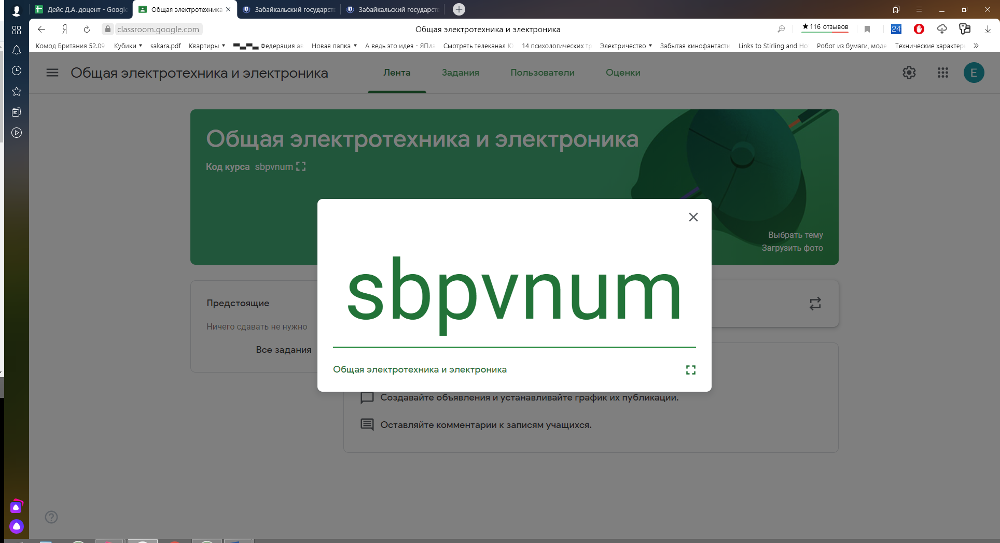 Дейс Д.А. доцент - Google
Общая электротехника
Забайкальский государств
Забайкальский государств
classroom.google.com
Общая электротехника и электроника
★116 отзывов
24
Комод Британия 52.09
Кубики
sakara.pdf
Квартиры
Федерация ав
Новая папка
А ведь это идея - ЯПла
Смотреть телеканал Ю
14 психологических тр
Электричество
Забытая кинофантасти
Links to Stirling and Ho
Робот из бумаги, моде
Технические характер
Общая электротехника и электроника
Лента
Задания
Пользователи
Оценки
E
Общая электротехника и электроника
Код курса sbpvnum
Выбрать тему
Загрузить фото
sbpvnum
Общая электротехника и электроника
Предстоящие
Ничего сдавать не нужно
Все задания
Создавайте объявления и устанавливайте график их публикации.
Оставляйте комментарии к записям учащихся.